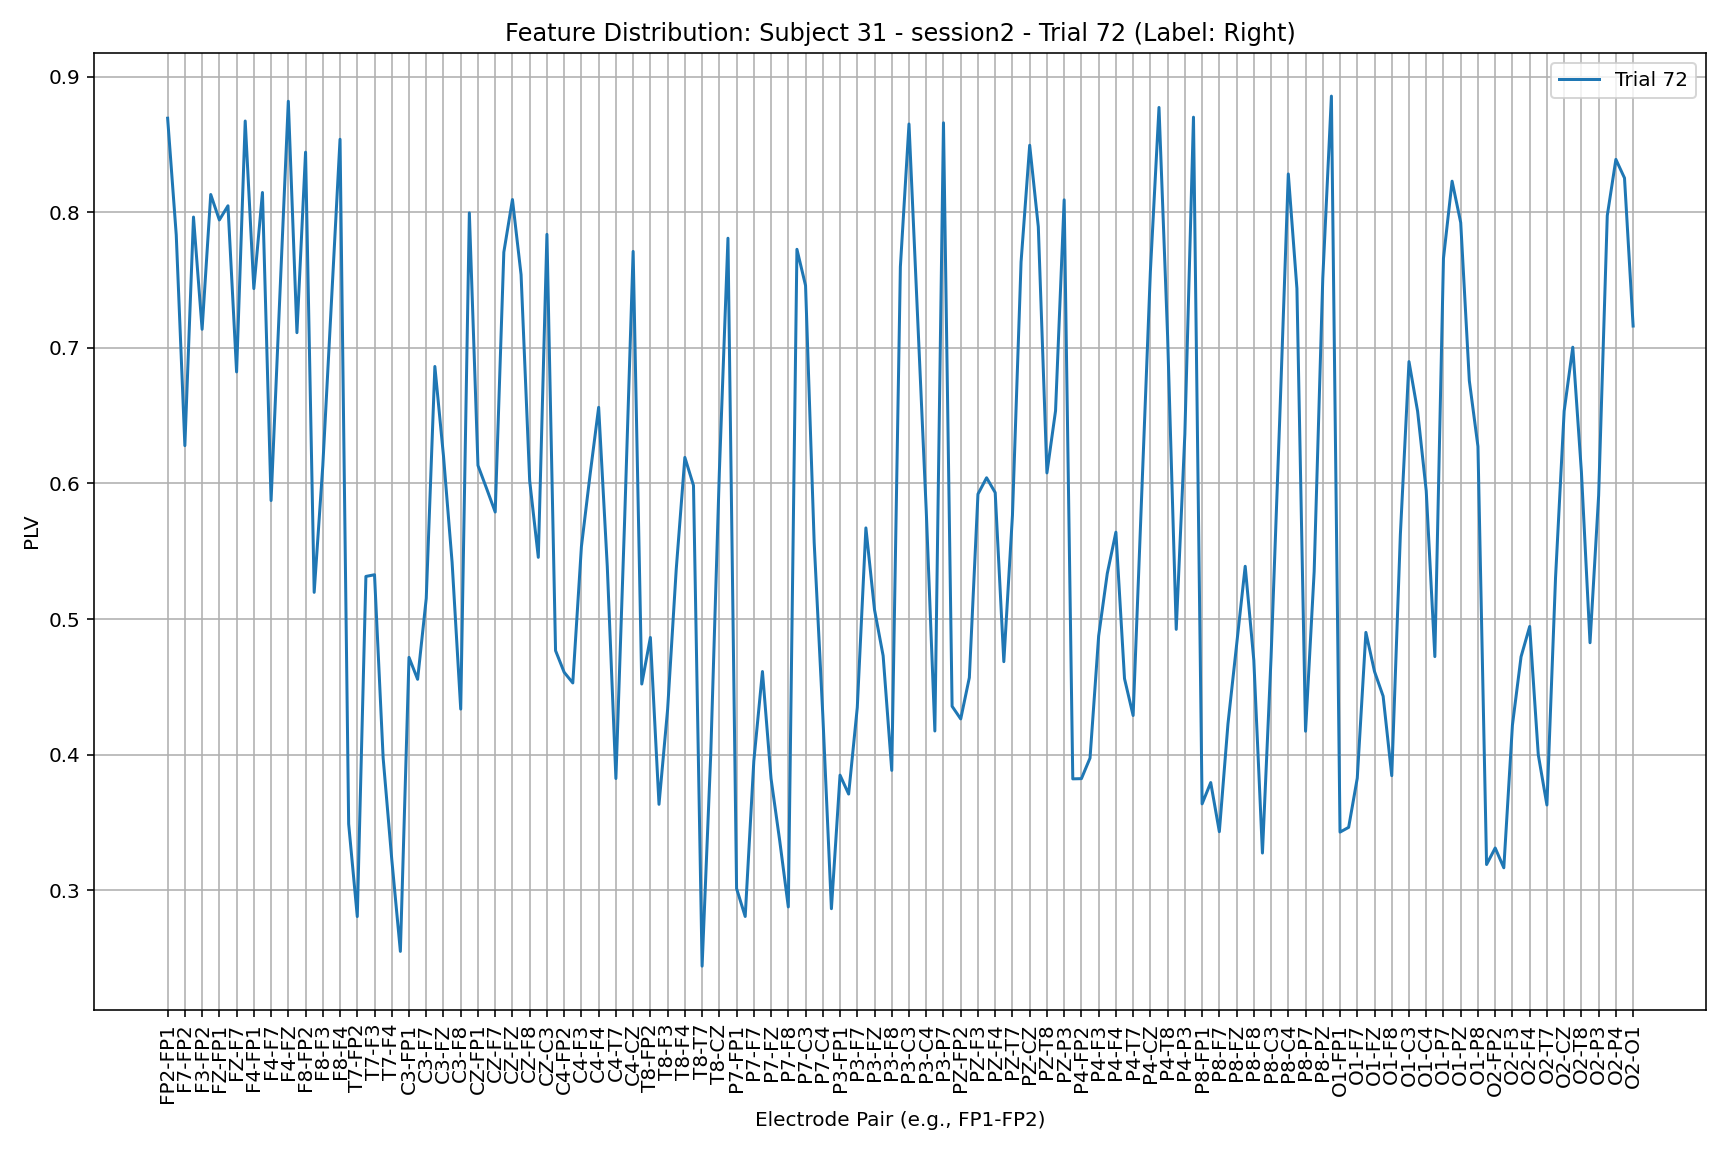 Feature Distribution: Subject 31 - session2 - Trial 72 (Label: Right)
Trial 72
0.9
0.8
0.7
0.6
0.5
0.4
0.3
PLV
FP2-FP1
F7-FP2
F3-FP2
FZ-FP1
FZ-F7
F4-FP1
F4-F7
F4-FZ
F8-FP2
F8-F3
F8-F4
T7-FP2
T7-F3
T7-F4
C3-FP1
C3-F7
C3-FZ
C3-F8
CZ-FP1
CZ-F7
CZ-FZ
CZ-F8
CZ-C3
C4-FP2
C4-F3
C4-F4
C4-T7
C4-CZ
T8-FP2
T8-F3
T8-F4
T8-T7
T8-CZ
P7-FP1
P7-F7
P7-FZ
P7-F8
P7-C3
P7-C4
P3-FP1
P3-F7
P3-FZ
P3-F8
P3-C3
P3-C4
P3-P7
PZ-FP2
PZ-F3
PZ-F4
PZ-T7
PZ-CZ
PZ-T8
PZ-P3
P4-FP2
P4-F3
P4-F4
P4-T7
P4-CZ
P4-T8
P4-P3
P8-FP1
P8-F7
P8-FZ
P8-F8
P8-C3
P8-C4
P8-P7
P8-PZ
O1-FP1
O1-F7
O1-FZ
O1-F8
O1-C3
O1-C4
O1-P7
O1-PZ
O1-P8
O2-FP2
O2-F3
O2-F4
O2-T7
O2-CZ
O2-T8
O2-P3
O2-P4
O2-O1
Electrode Pair (e.g., FP1-FP2)